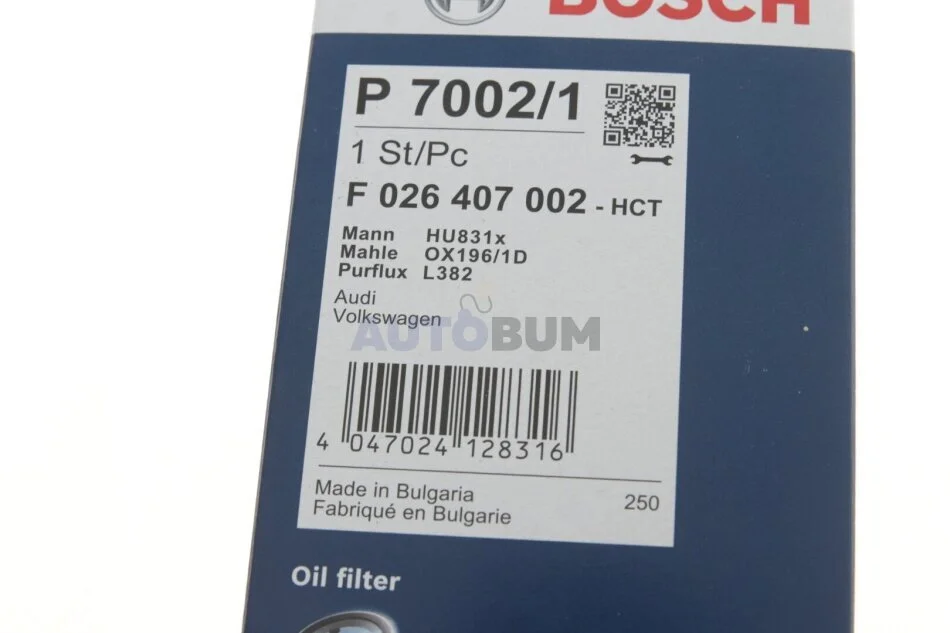 BOSCH
P 7002/1
1 St/Pc
F 026 407 002 - HCT
Mann HU831x
Mahle OX196/1D
Purflux L382
Audi
Volkswagen
AUTOBUM
4 047024 128316
Made in Bulgaria 250
Fabriqué en Bulgarie
Oil filter